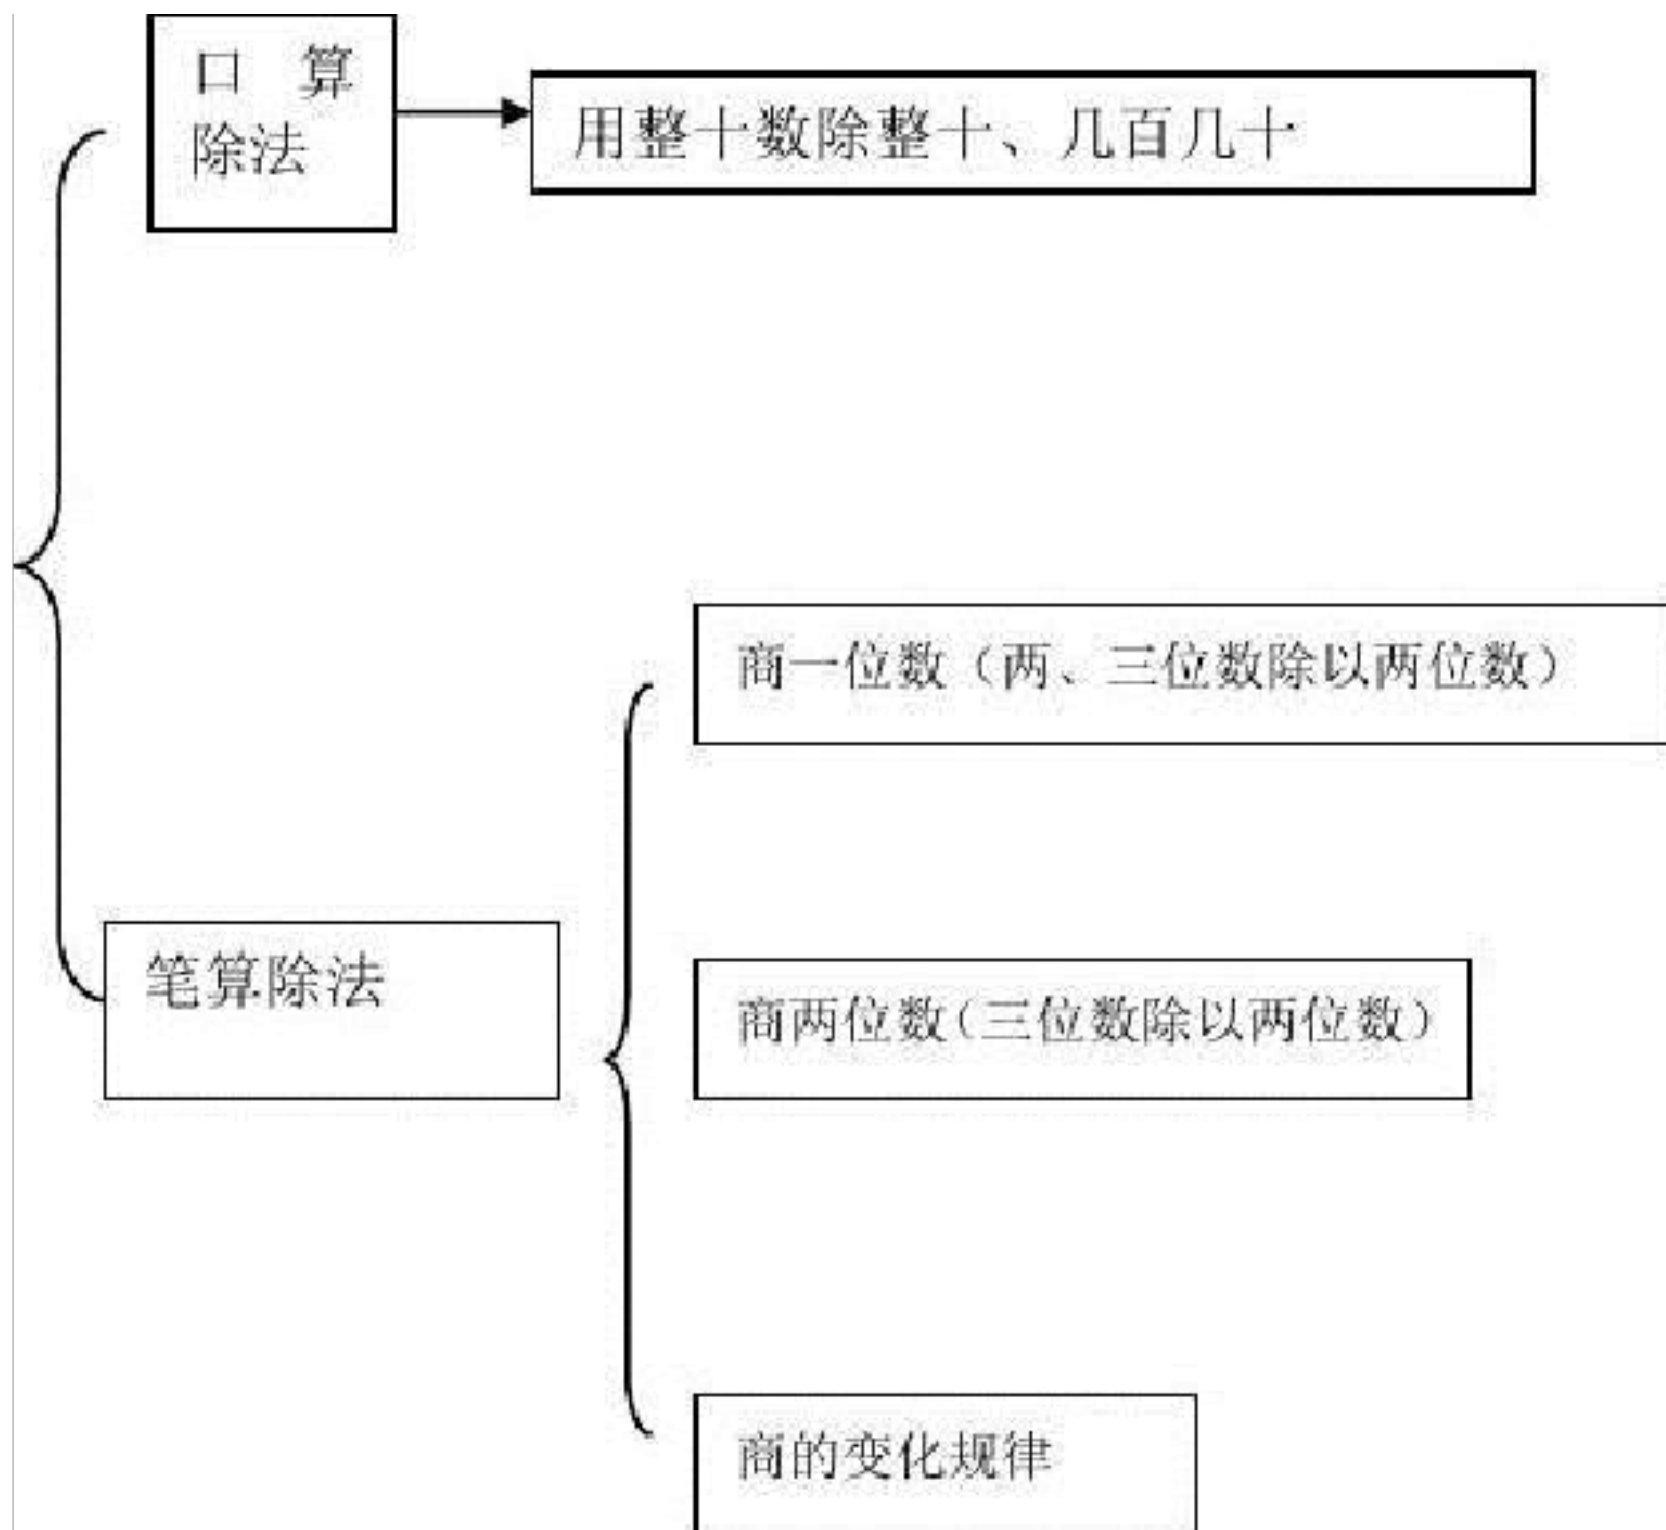 口 算
除法
用整十数除整十、几百几十
商一位数（两、三位数除以两位数）
笔算除法
商两位数（三位数除以两位数）
商的变化规律